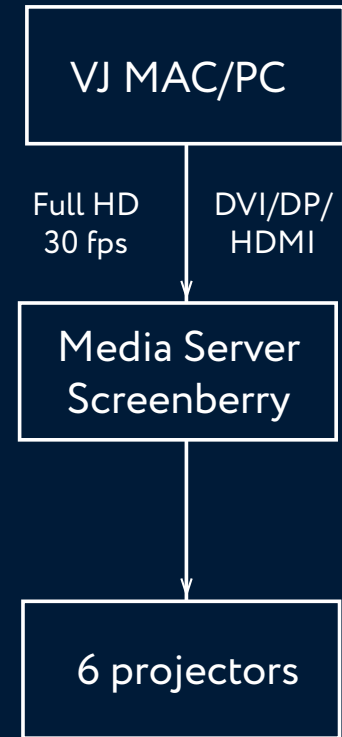 VJ MAC/PC
Full HD
30 fps
DVI/DP/
HDMI
Media Server
Screenberry
6 projectors